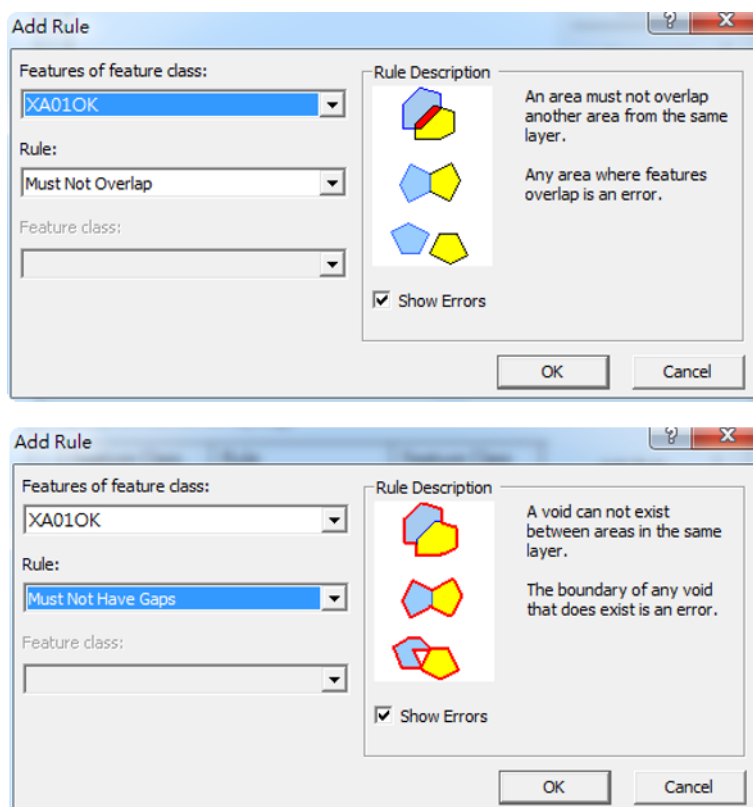 Add Rule
Features of feature class:
XA01OK
Rule:
Must Not Overlap
Feature class:
Rule Description
An area must not overlap
another area from the same
layer.
Any area where features
overlap is an error.
Show Errors
OK
Cancel
Add Rule
Features of feature class:
XA01OK
Rule:
Must Not Have Gaps
Feature class:
Rule Description
A void can not exist
between areas in the same
layer.
The boundary of any void
that does exist is an error.
Show Errors
OK
Cancel